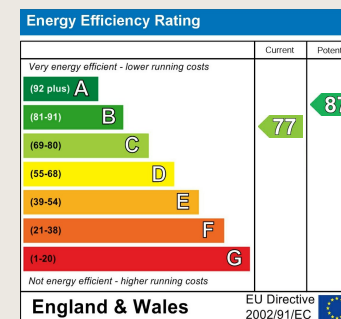 Energy Efficiency Rating
Current
Very energy efficient - lower running costs
(92 plus) A
(81-91) B
87
(69-80) C
77
(55-68) D
(39-54) E
(21-38) F
(1-20) G
Not energy efficient - higher running costs
England & Wales
EU Directive
2002/91/EC